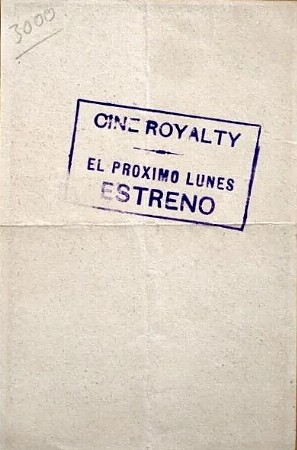 3000
CINE ROYALTY
EL PROXIMO LUNES
ESTRENO